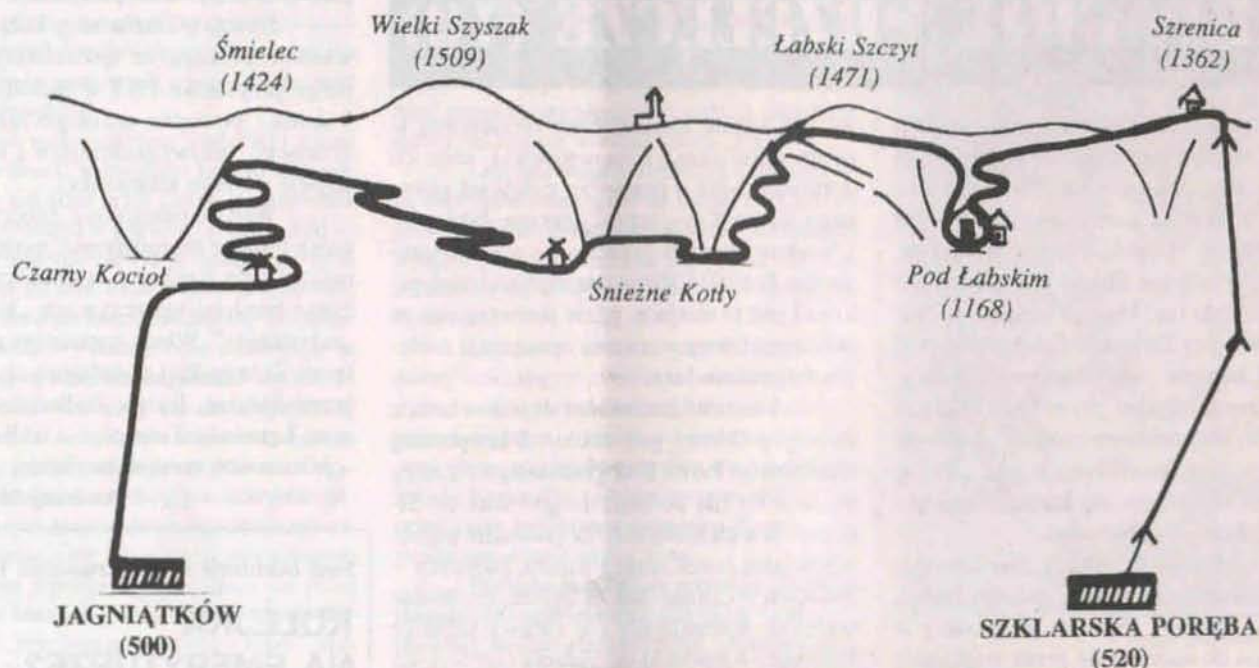 Śmielec
(1424)
Wielki Szyszak
(1509)
Łabski Szczyt
(1471)
Szrenica
(1362)
Czarny Kocioł
Śnieżne Kotły
Pod Łabskim
(1168)
JAGNIĄTKÓW
(500)
SZKLARSKA PORĘBA
(520)